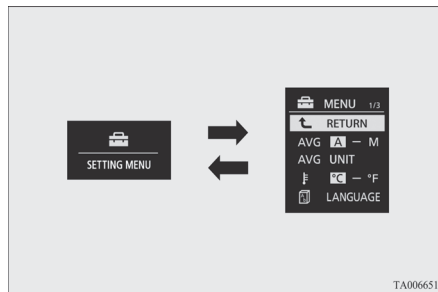 SETTING MENU
MENU 1/3
RETURN
AVG A – M
AVG UNIT
°C – °F
LANGUAGE
TA006651